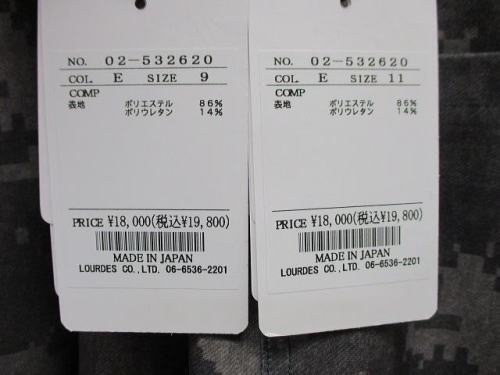 NO. 02-532620
COL. E SIZE 9
COMP
表地 ポリエステル 86%
ポリウレタン 14%
PRICE ¥18,000(税込¥19,800)
MADE IN JAPAN
LOURDES CO.,LTD. 06-6536-2201
NO. 02-532620
COL. E SIZE 11
COMP
表地 ポリエステル 86%
ポリウレタン 14%
PRICE ¥18,000(税込¥19,800)
MADE IN JAPAN
LOURDES CO.,LTD. 06-6536-2201